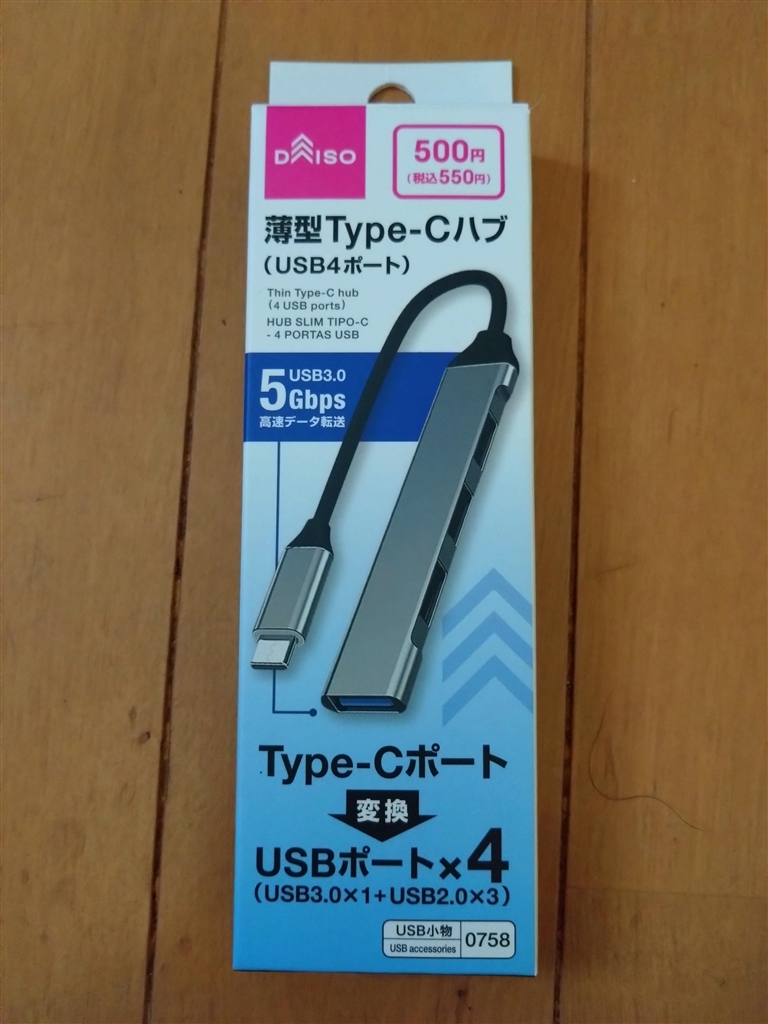 DAISO
500円
(税込550円)
薄型Type-Cハブ
(USB4ポート)
Thin Type-C hub
(4 USB ports)
HUB SLIM TIPO-C
- 4 PORTAS USB
USB3.0
5Gbps
高速データ転送
Type-Cポート
変換
USBポート×4
(USB3.0×1+USB2.0×3)
USB小物
USB accessories
0758